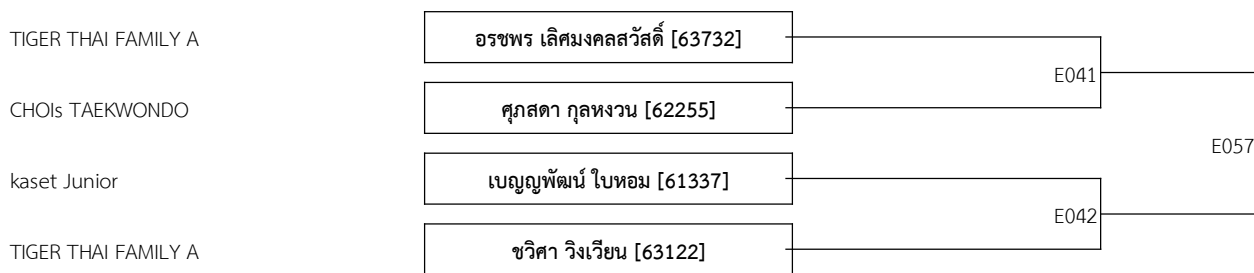 TIGER THAI FAMILY A
อรชพร เลิศมงคลสวัสดิ์ [63732]
E041
CHOIs TAEKWONDO
ศุภสดา กุลหงวน [62255]
E057
kaset Junior
เบญญพัฒน์ ใบหอม [61337]
E042
TIGER THAI FAMILY A
ชวิศา วิงเวียน [63122]